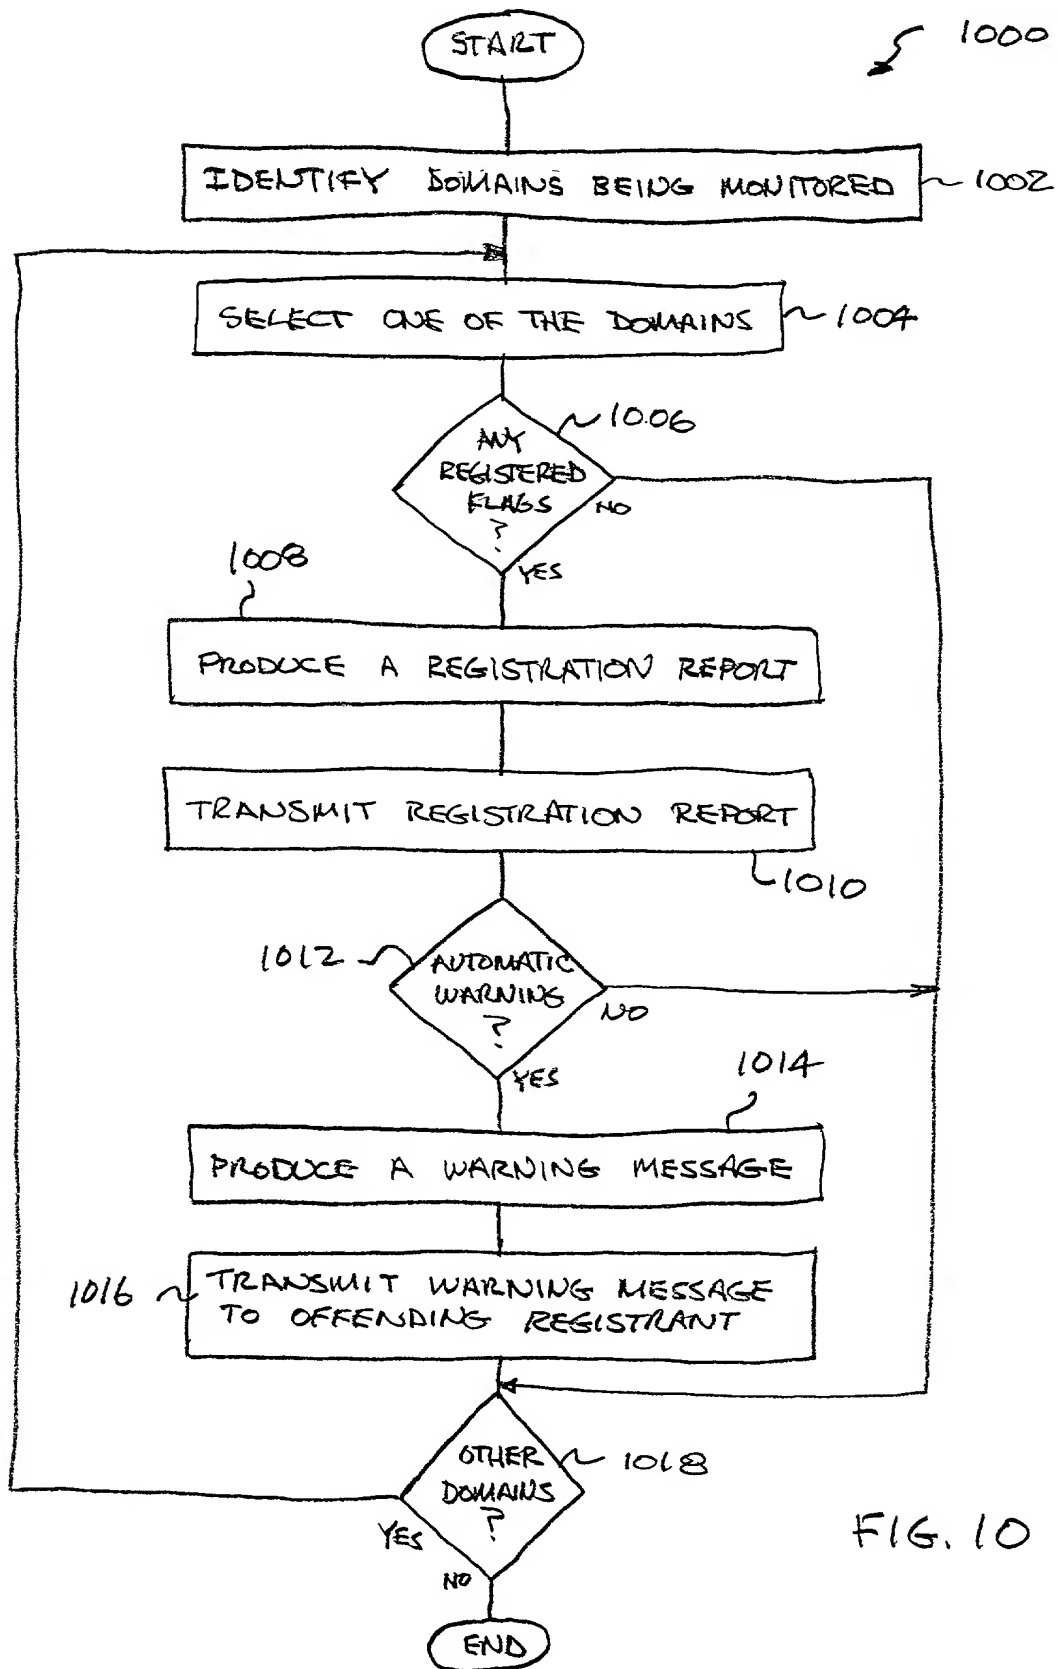 START
1000
IDENTIFY DOMAINS BEING MONITORED
1002
SELECT ONE OF THE DOMAINS
1004
1006
ANY
REGISTERED
FLAGS
?
NO
YES
1008
PRODUCE A REGISTRATION REPORT
TRANSMIT REGISTRATION REPORT
1010
1012
AUTOMATIC
WARNING
?
NO
YES
1014
PRODUCE A WARNING MESSAGE
1016
TRANSMIT WARNING MESSAGE
TO OFFENDING REGISTRANT
OTHER
DOMAINS
?
1018
YES
NO
FIG. 10
END